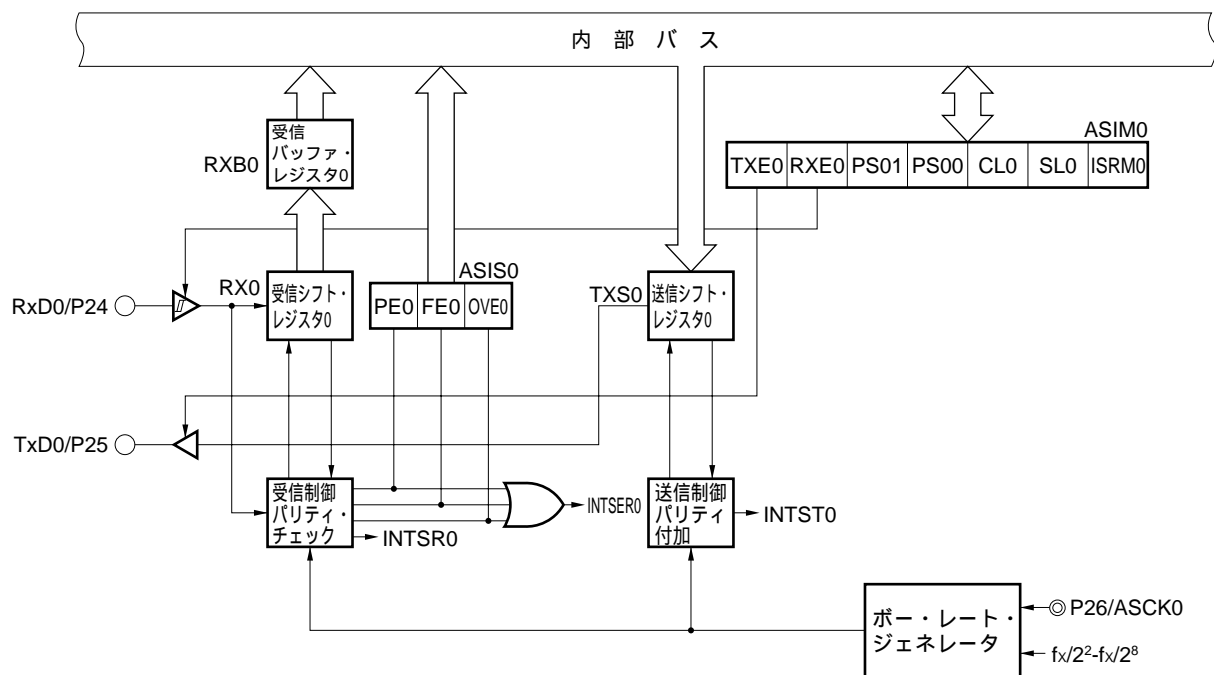 内部バス
受信
バッファ・
レジスタ0
RXB0
ASIM0
TXE0 RXE0 PS01 PS00 CL0 SL0 ISRM0
RxD0/P24
RX0
受信シフト・
レジスタ0
ASIS0
PE0 FE0 OVE0
TXS0
送信シフト・
レジスタ0
TxD0/P25
受信制御
パリティ・
チェック
INTSR0
INTSER0
送信制御
パリティ
付加
INTST0
ボー・レート・
ジェネレータ
P26/ASCK0
fx/2²-fx/2⁸